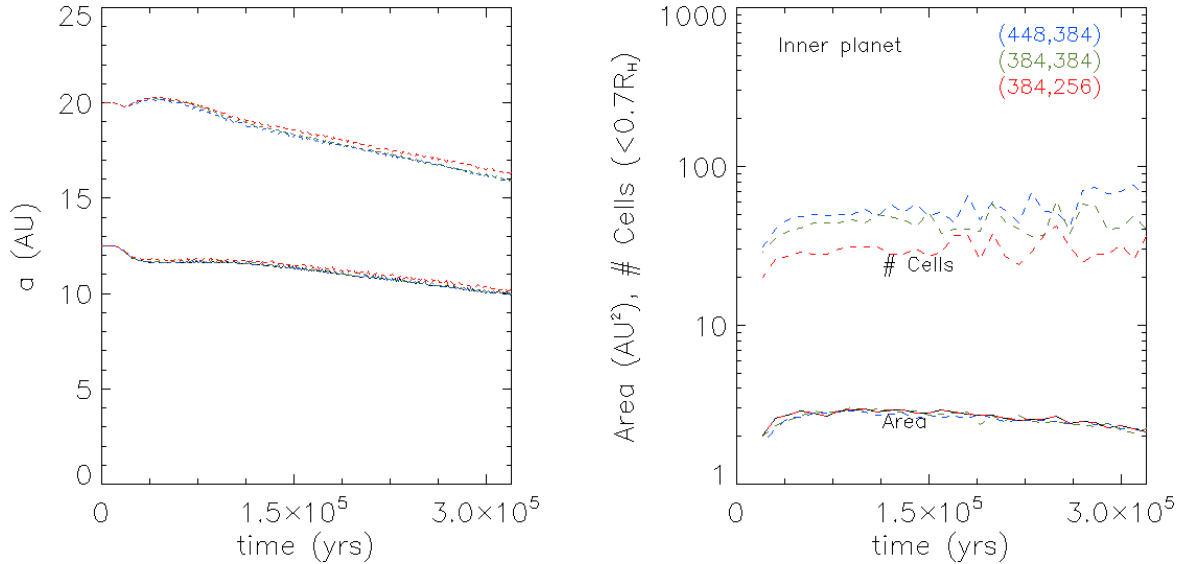 25
20
15
10
5
0
a (AU)
0
1.5×10⁵
3.0×10⁵
time (yrs)
1000
100
10
1
Area (AU²), # Cells (<0.7R_H)
Inner planet
(448,384)
(384,384)
(384,256)
# Cells
Area
0
1.5×10⁵
3.0×10⁵
time (yrs)